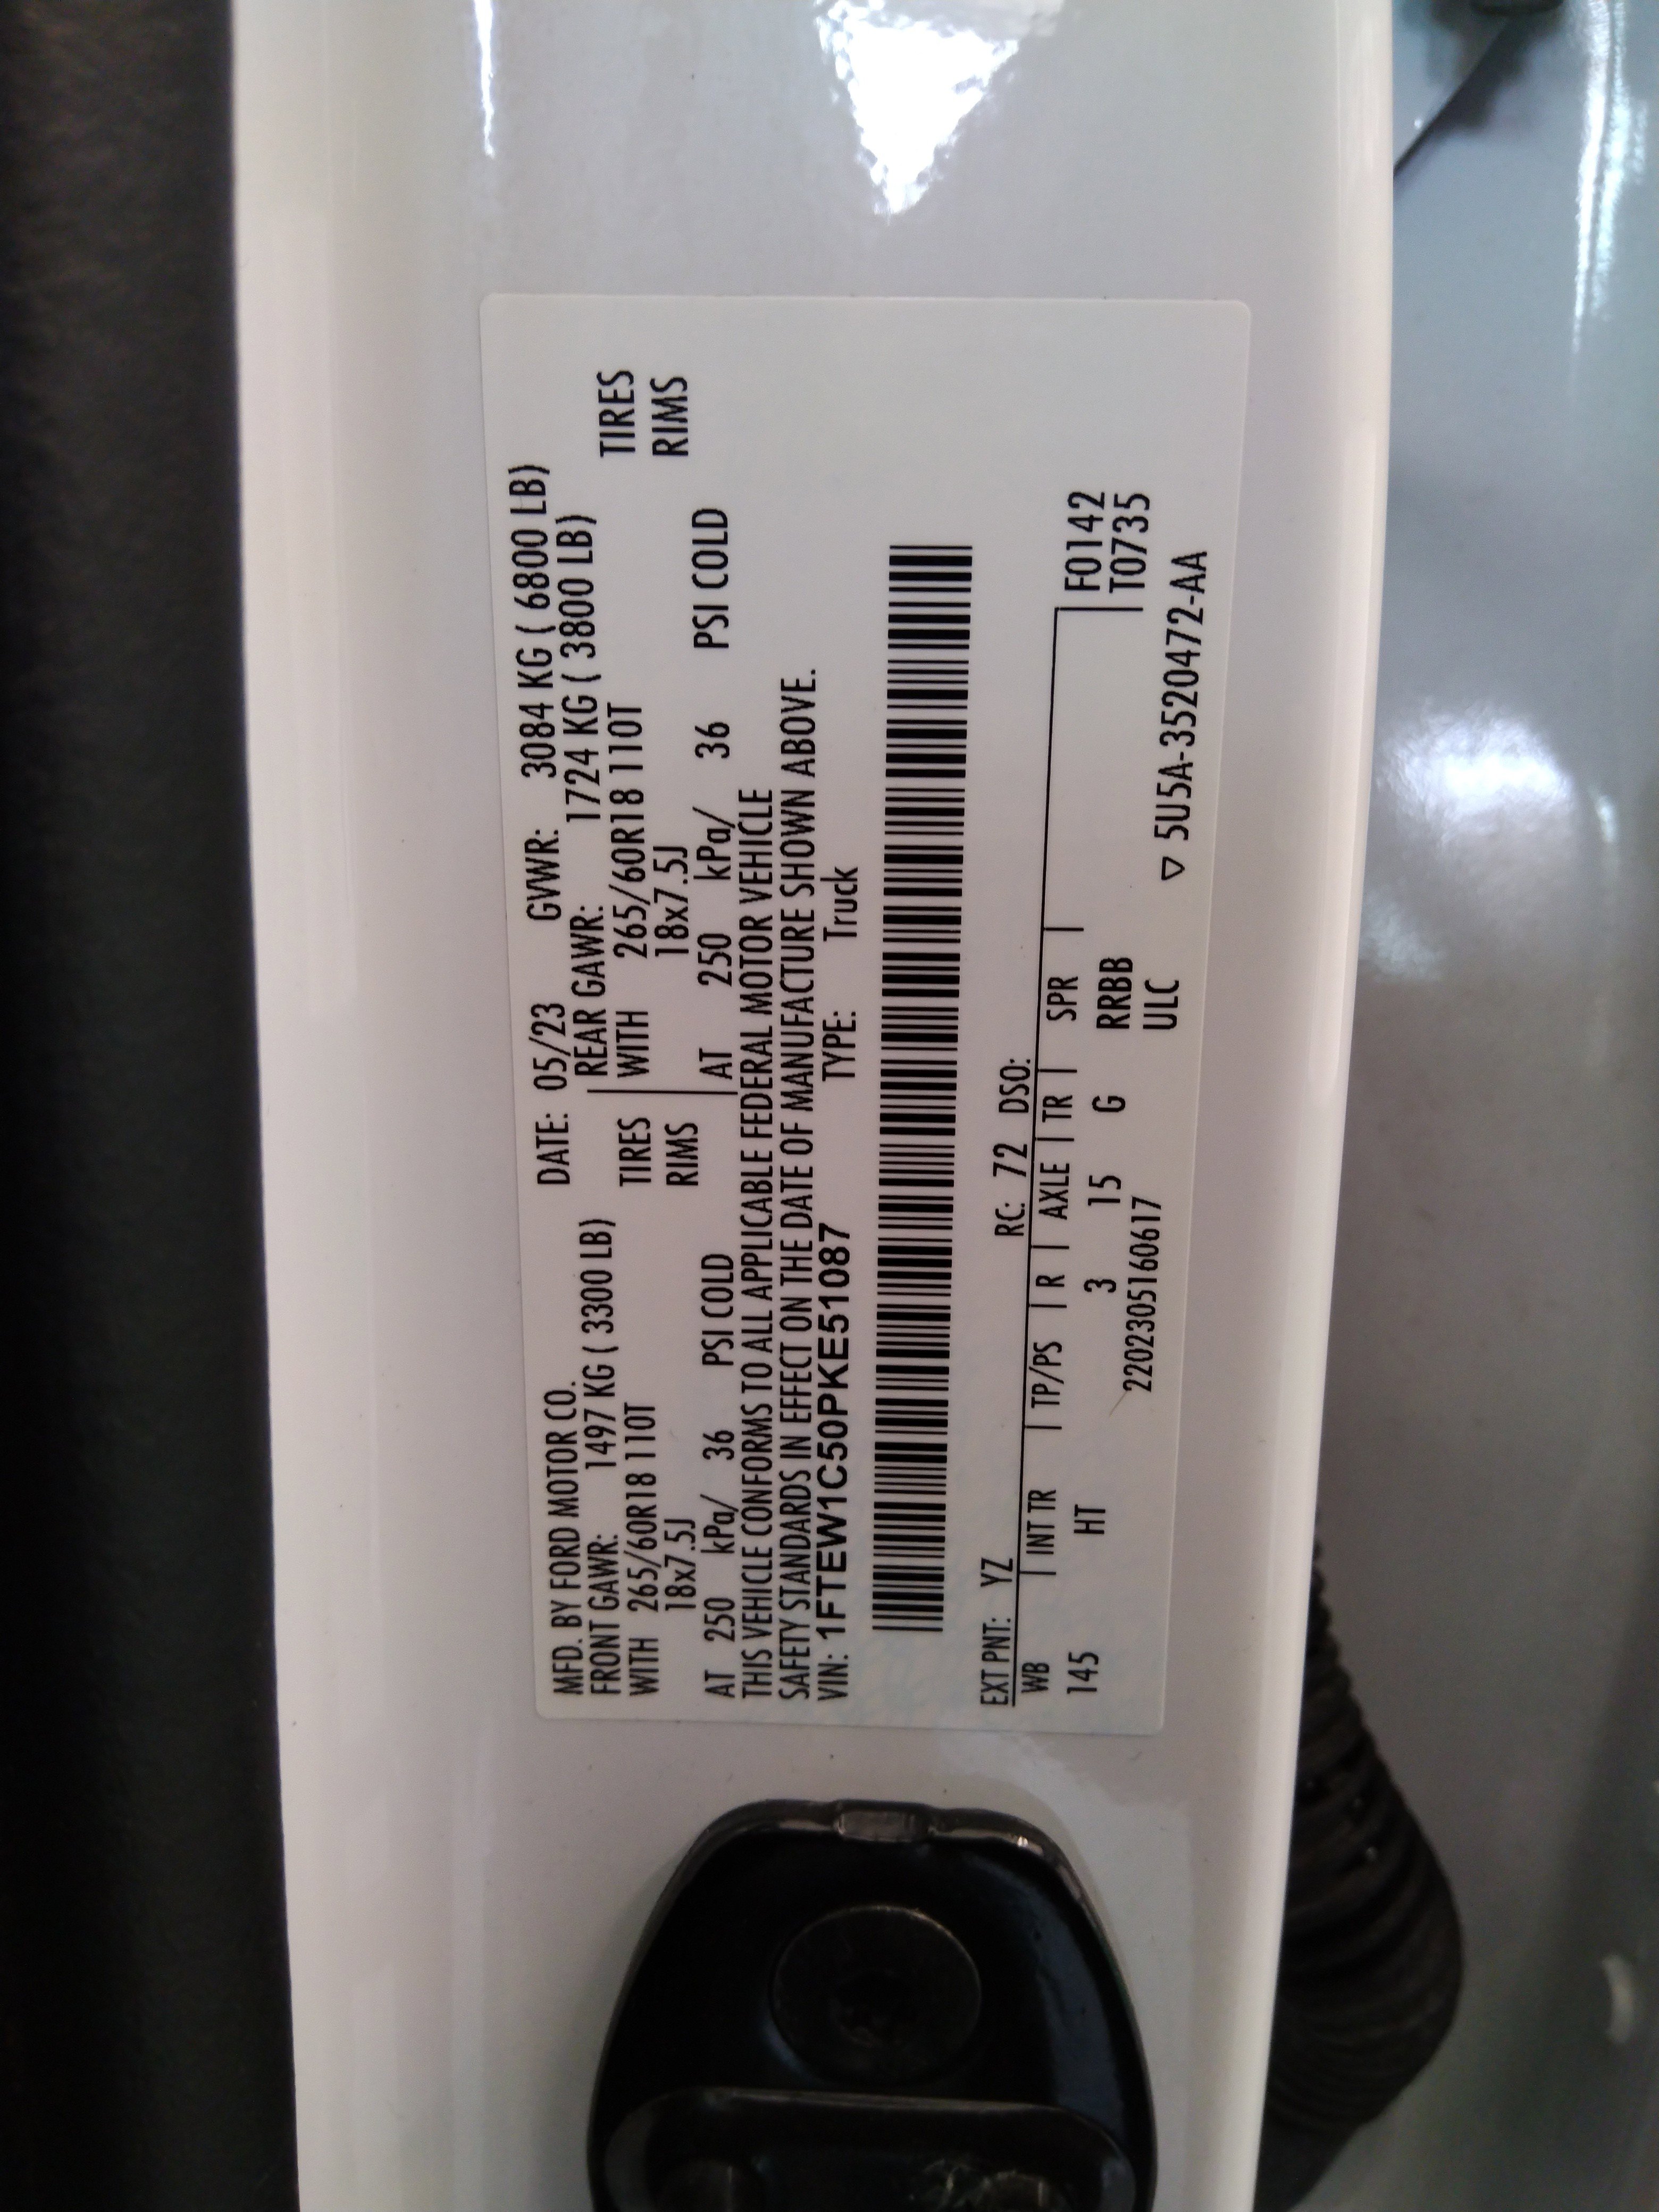 MFD. BY FORD MOTOR CO. DATE: 05/23 GVWR: 3084 KG ( 6800 LB)
FRONT GAWR: 1497 KG ( 3300 LB) REAR GAWR: 1724 KG ( 3800 LB)
WITH 265/60R18 110T TIRES WITH 265/60R18 110T TIRES
18x7.5J RIMS 18x7.5J RIMS
AT 250 kPa/ 36 PSI COLD AT 250 kPa/ 36 PSI COLD
THIS VEHICLE CONFORMS TO ALL APPLICABLE FEDERAL MOTOR VEHICLE
SAFETY STANDARDS IN EFFECT ON THE DATE OF MANUFACTURE SHOWN ABOVE.
VIN: 1FTEW1C50PKE51087 TYPE: Truck
EXT PNT: YZ RC: 72 DSO:
WB INT TR TP/PS R AXLE TR SPR F0142
145 HT 3 15 G RRBB T0735
2202305160617 ULC
▽ 5U5A-3520472-AA